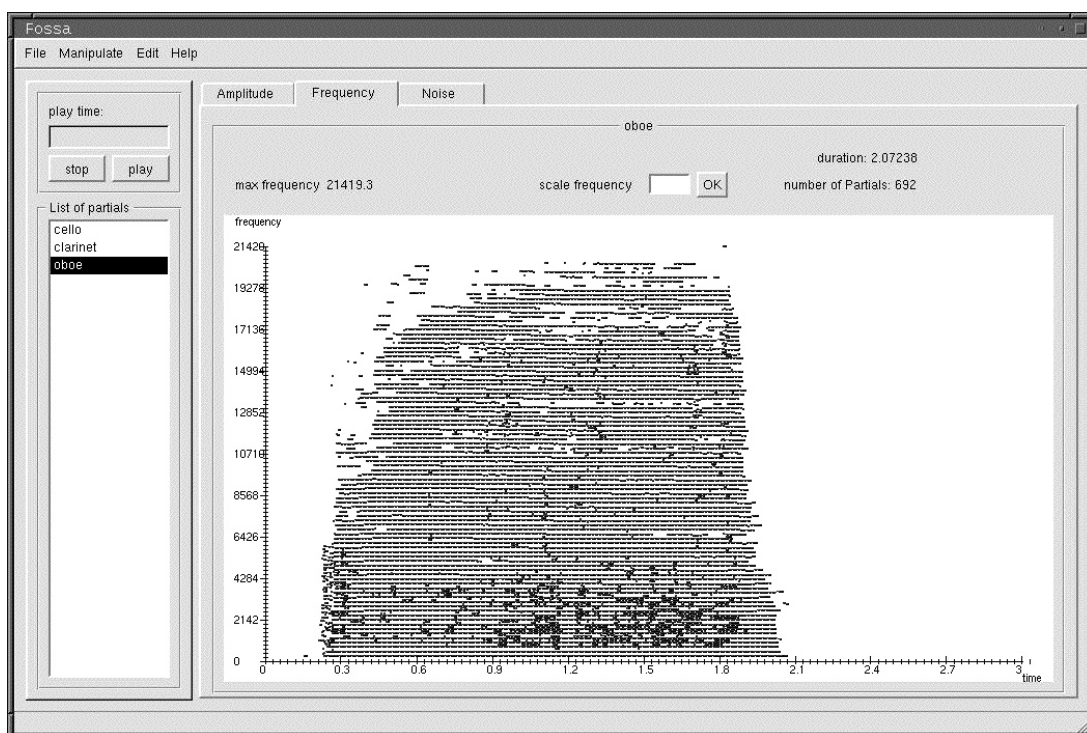 Fossa
File Manipulate Edit Help
play time:
stop play
List of partials
cello
clarinet
oboe
Amplitude Frequency Noise
oboe
duration: 2.07238
max frequency 21419.3 scale frequency OK number of Partials: 692
frequency
21420
19278
17136
14994
12852
10710
8568
6426
4284
2142
0
0 0.3 0.6 0.9 1.2 1.5 1.8 2.1 2.4 2.7 3
time